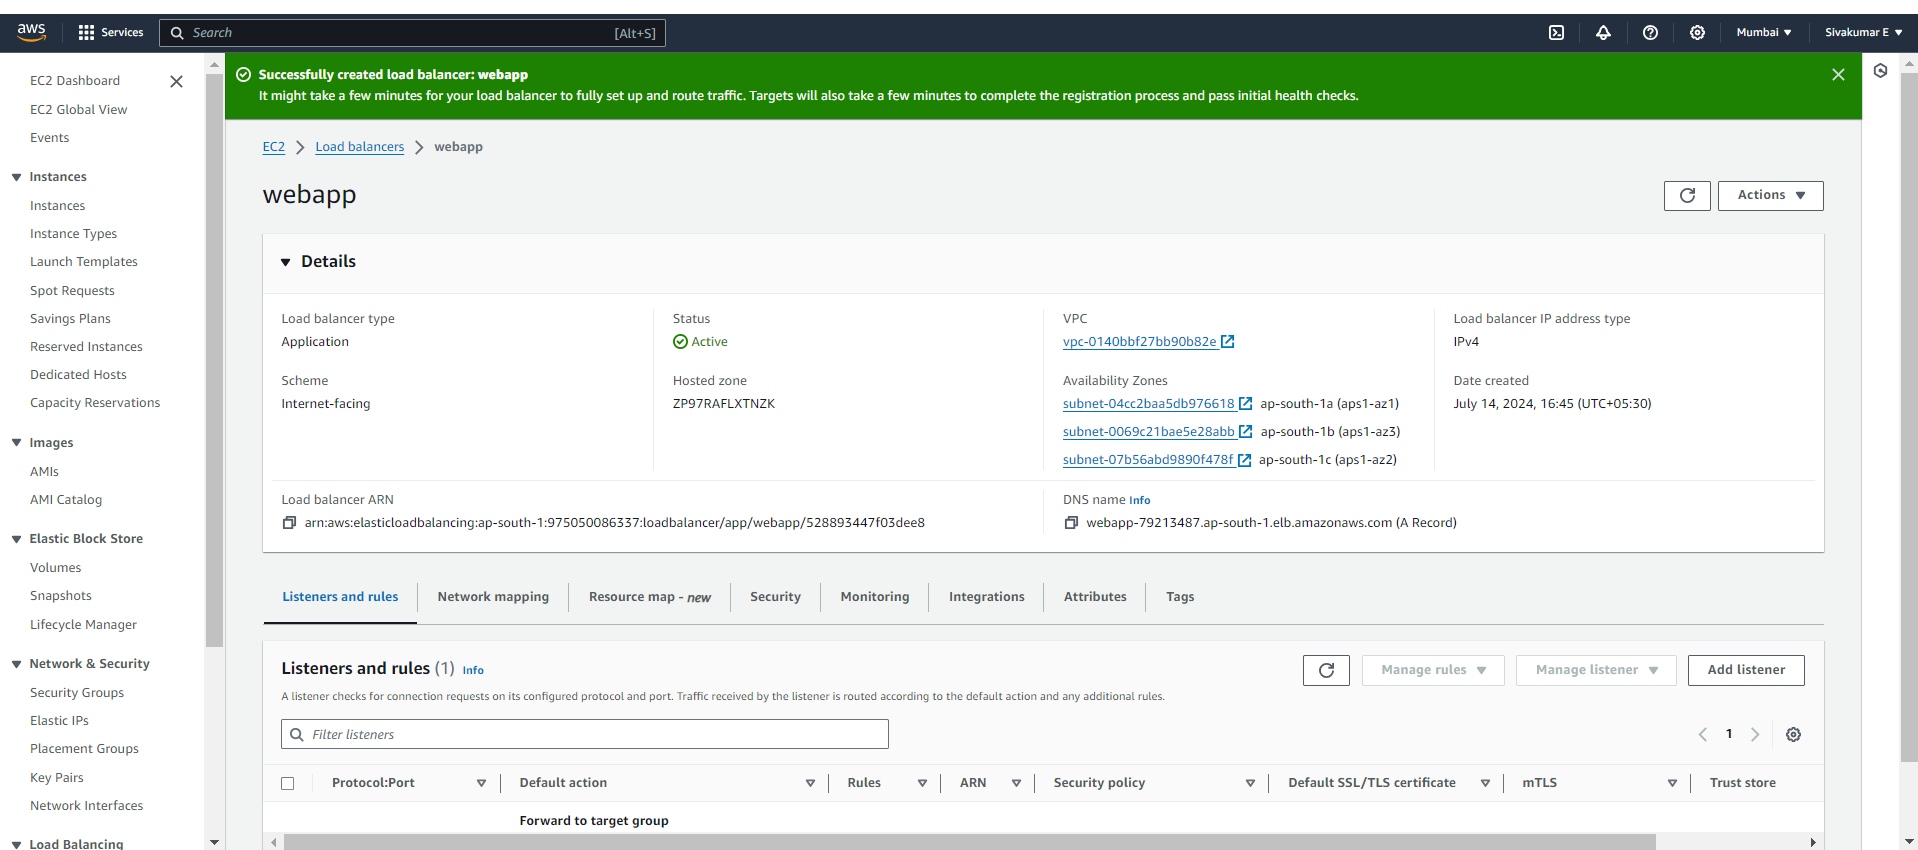 aws Services Search [Alt+S] Mumbai Sivakumar E
EC2 Dashboard
EC2 Global View
Events
Instances
Instances
Instance Types
Launch Templates
Spot Requests
Savings Plans
Reserved Instances
Dedicated Hosts
Capacity Reservations
Images
AMIs
AMI Catalog
Elastic Block Store
Volumes
Snapshots
Lifecycle Manager
Network & Security
Security Groups
Elastic IPs
Placement Groups
Key Pairs
Network Interfaces
Load Balancing
Successfully created load balancer: webapp
It might take a few minutes for your load balancer to fully set up and route traffic. Targets will also take a few minutes to complete the registration process and pass initial health checks.
EC2 Load balancers webapp
webapp
Actions
Details
Load balancer type
Application
Status
Active
VPC
vpc-0140bbf27bb90b82e
Load balancer IP address type
IPv4
Scheme
Internet-facing
Hosted zone
ZP97RAFLXTNZK
Availability Zones
subnet-04cc2baa5db976618 ap-south-1a (aps1-az1)
subnet-0069c21bae5e28abb ap-south-1b (aps1-az3)
subnet-07b56abd9890f478f ap-south-1c (aps1-az2)
Date created
July 14, 2024, 16:45 (UTC+05:30)
Load balancer ARN
arn:aws:elasticloadbalancing:ap-south-1:975050086337:loadbalancer/app/webapp/528893447f03dee8
DNS name Info
webapp-79213487.ap-south-1.elb.amazonaws.com (A Record)
Listeners and rules Network mapping Resource map - new Security Monitoring Integrations Attributes Tags
Listeners and rules (1) Info
Manage rules Manage listener Add listener
A listener checks for connection requests on its configured protocol and port. Traffic received by the listener is routed according to the default action and any additional rules.
Filter listeners
1
Protocol:Port Default action Rules ARN Security policy Default SSL/TLS certificate mTLS Trust store
Forward to target group